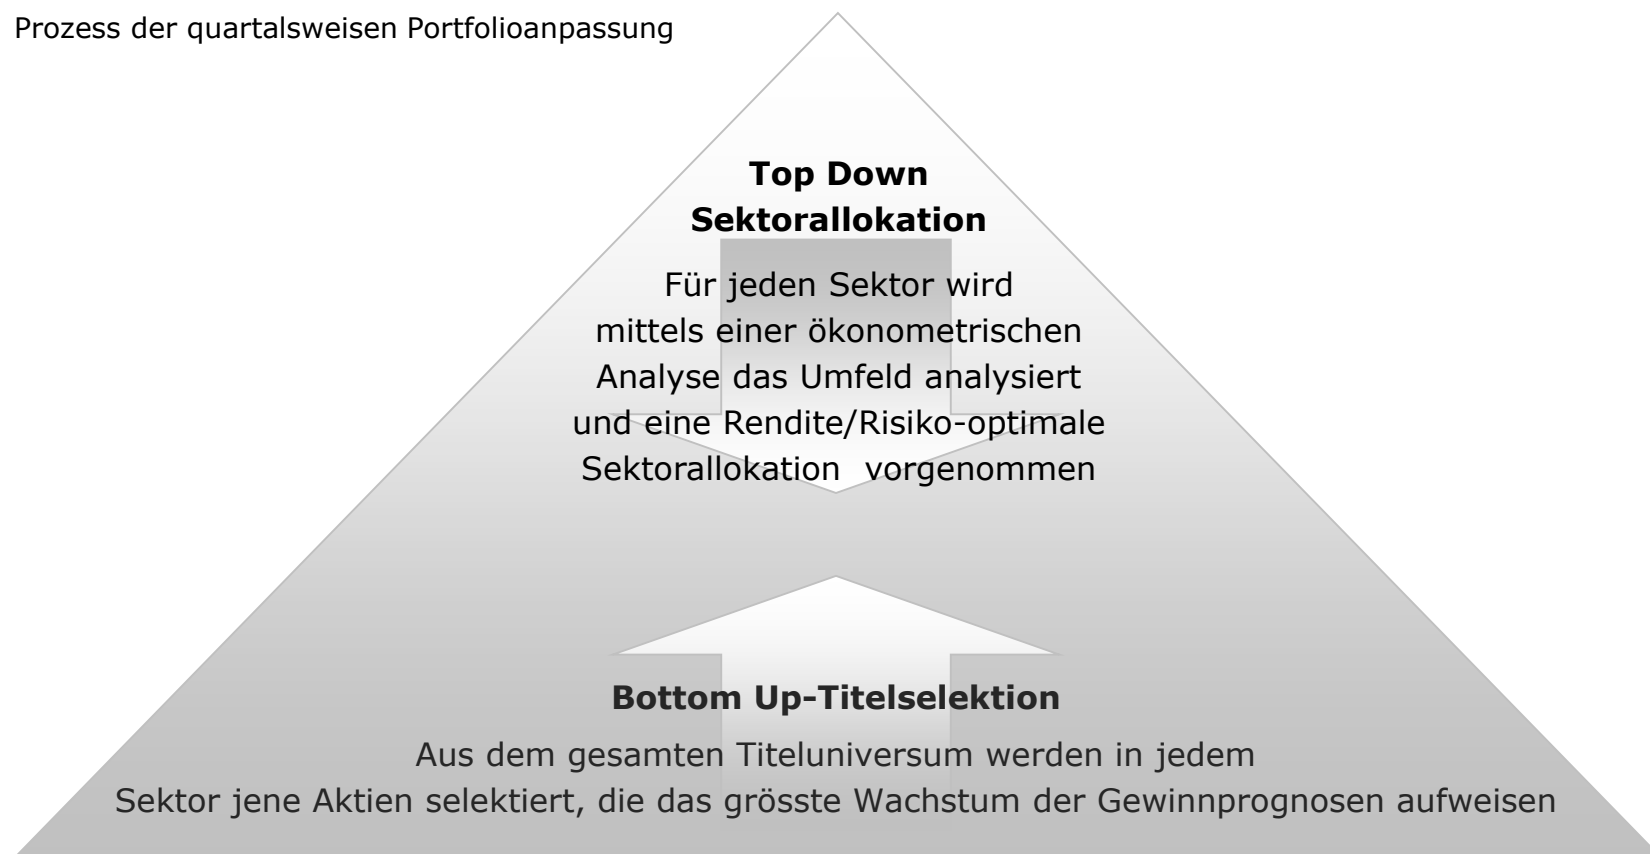 Prozess der quartalsweisen Portfolioanpassung
Top Down
Sektorallokation
Für jeden Sektor wird
mittels einer ökonometrischen
Analyse das Umfeld analysiert
und eine Rendite/Risiko-optimale
Sektorallokation  vorgenommen
Bottom Up-Titelselektion
Aus dem gesamten Titeluniversum werden in jedem
Sektor jene Aktien selektiert, die das grösste Wachstum der Gewinnprognosen aufweisen